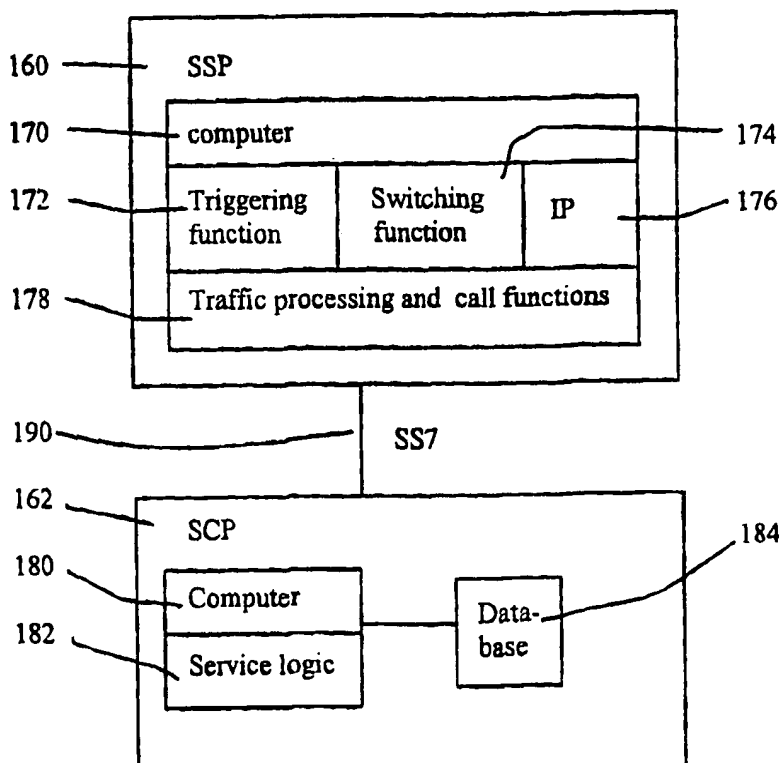 160 SSP
170 computer 174
172 Triggering Switching IP 176
function function
178 Traffic processing and call functions
190 SS7
162 SCP 184
180 Computer Data-
base
182 Service logic